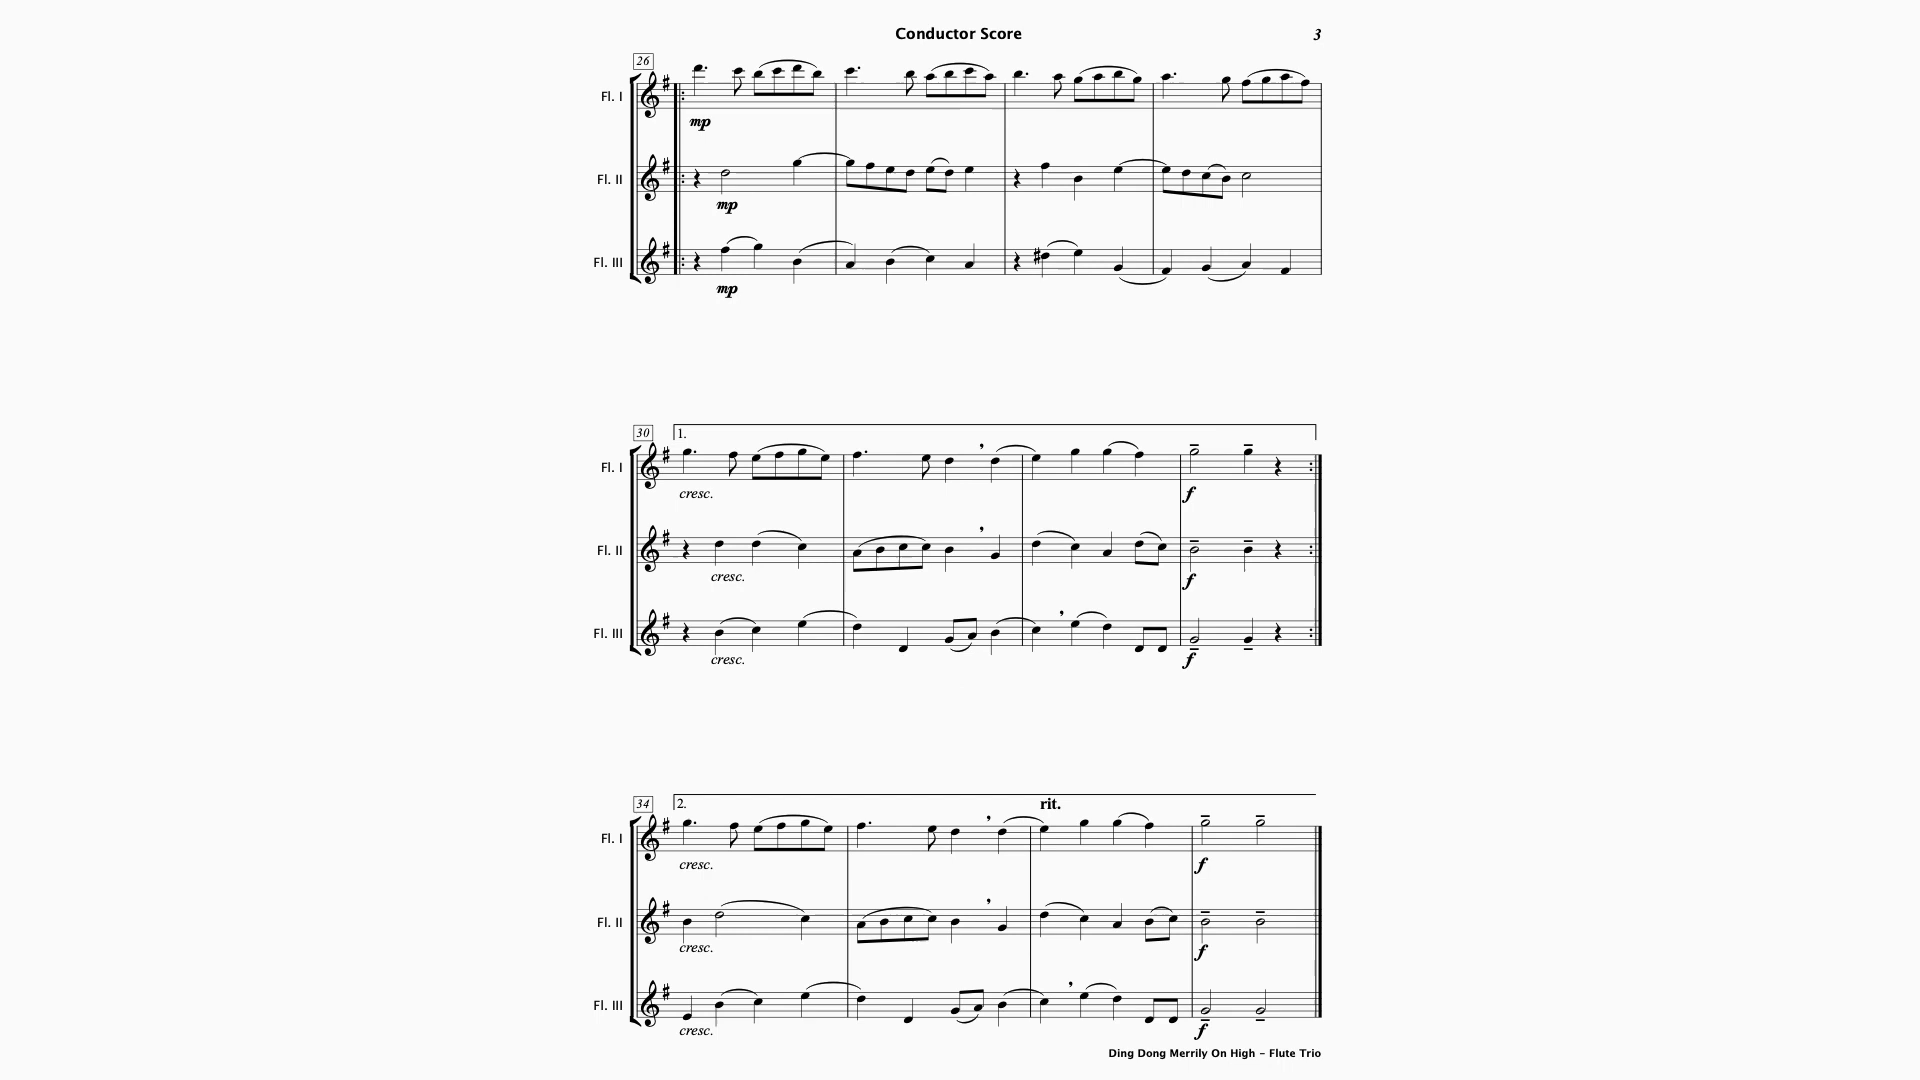 Conductor Score
3
26
Fl. I
mp
Fl. II
mp
Fl. III
mp
30
1.
Fl. I
cresc.
f
Fl. II
cresc.
f
Fl. III
cresc.
f
34
2.
rit.
Fl. I
cresc.
f
Fl. II
cresc.
f
Fl. III
cresc.
f
Ding Dong Merrily On High – Flute Trio